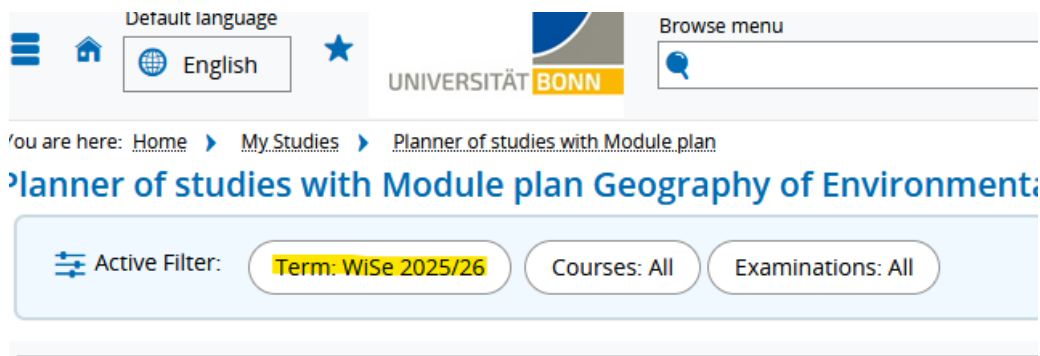 Default language
English
UNIVERSITÄT BONN
Browse menu
You are here: Home My Studies Planner of studies with Module plan
Planner of studies with Module plan Geography of Environmenta
Active Filter: Term: WiSe 2025/26 Courses: All Examinations: All